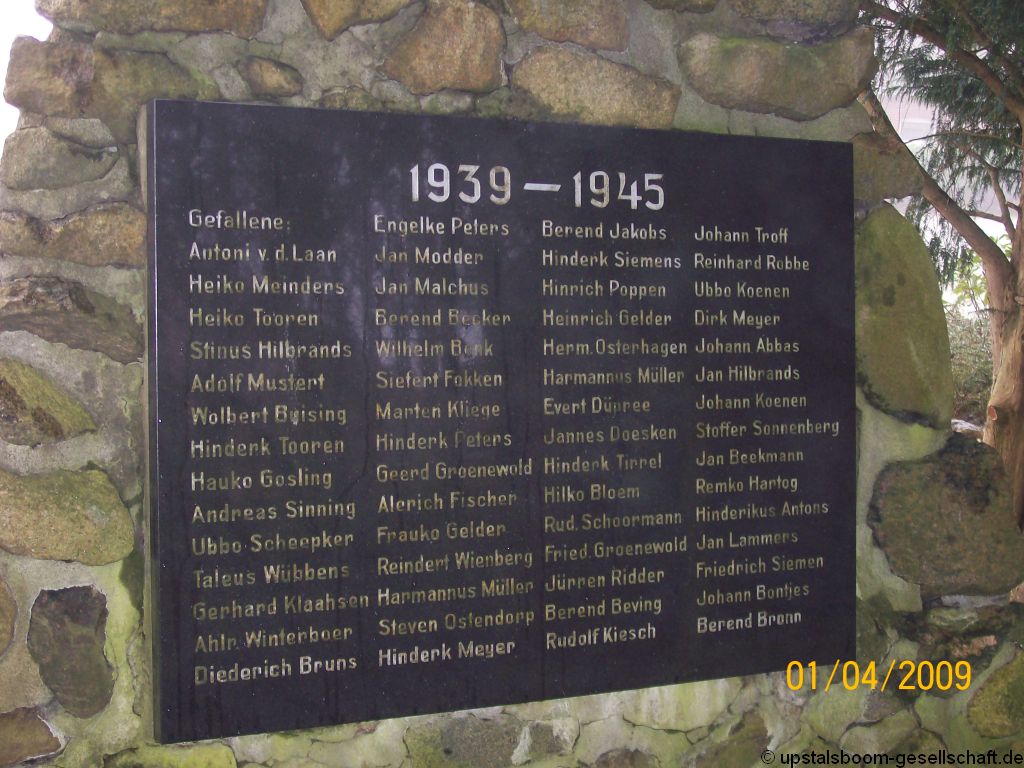 1939 – 1945
Gefallene:
Antoni v. d. Laan
Heiko Meinders
Heiko Tooren
Stinus Hilbrands
Adolf Mustert
Wolbert Bysing
Hinderk Tooren
Hauko Gosling
Andreas Sinning
Ubbo Scheepker
Taleus Wübbens
Gerhard Klaahsen
Ahlr. Winterboer
Diederich Bruns
Engelke Peters
Jan Modder
Jan Malchus
Berend Becker
Wilhelm Bonk
Siefert Fokken
Marten Kliege
Hinderk Peters
Geerd Groenewold
Alerich Fischer
Frauko Gelder
Reindert Wienberg
Harmannus Müller
Steven Ostendorp
Hinderk Meyer
Berend Jakobs
Hinderk Siemens
Hinrich Poppen
Heinrich Gelder
Herm. Osterhagen
Harmannus Müller
Evert Düpree
Jannes Doesken
Hinderk Tirrel
Hilko Bloem
Rud. Schoormann
Fried. Groenewold
Jürren Ridder
Berend Beving
Rudolf Kiesch
Johann Troff
Reinhard Robbe
Ubbo Koenen
Dirk Meyer
Johann Abbas
Jan Hilbrands
Johann Koenen
Stoffer Sonnenberg
Jan Beekmann
Remko Hartog
Hinderikus Antons
Jan Lammers
Friedrich Siemen
Johann Bontjes
Berend Bronn
01/04/2009
© upstalsboom-gesellschaft.de